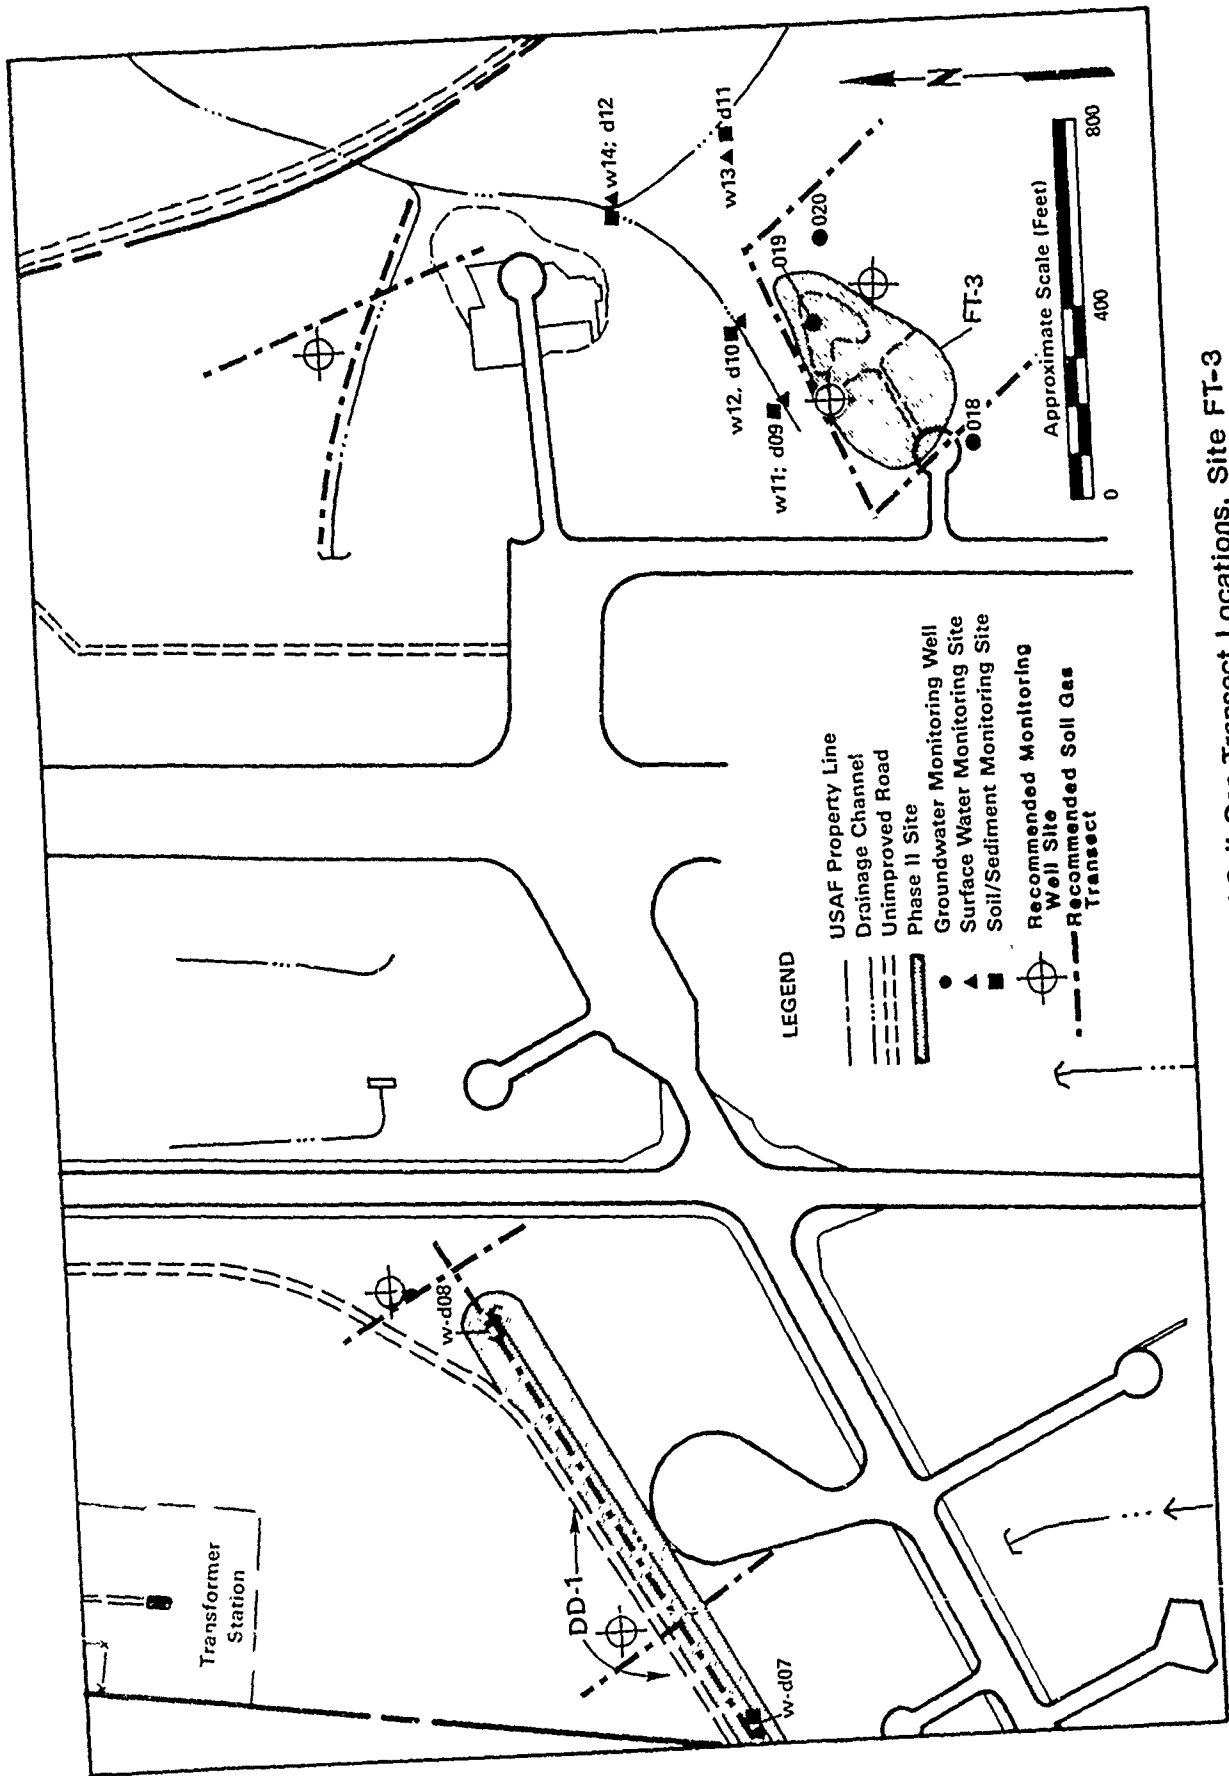 Transformer
Station
DD-1
w-d08
w-d07
w14; d12
w13
d11
w12, d10
w11; d09
019
020
018
FT-3
N
Approximate Scale (Feet)
0
400
800
LEGEND
USAF Property Line
Drainage Channel
Unimproved Road
Phase II Site
Groundwater Monitoring Well
Surface Water Monitoring Site
Soil/Sediment Monitoring Site
Recommended Monitoring
Well Site
Recommended Soil Gas
Transect
Transect Locations, Site FT-3